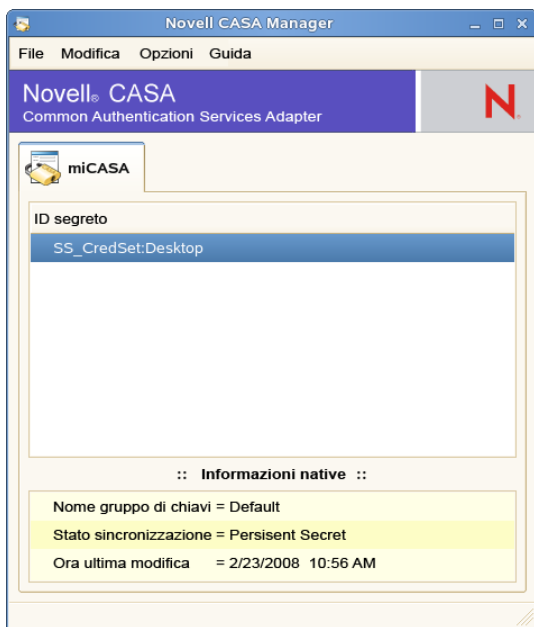 Novell CASA Manager
File Modifica Opzioni Guida
Novell® CASA
Common Authentication Services Adapter
N®
miCASA
ID segreto
SS_CredSet:Desktop
:: Informazioni native ::
Nome gruppo di chiavi = Default
Stato sincronizzazione = Persisent Secret
Ora ultima modifica = 2/23/2008 10:56 AM